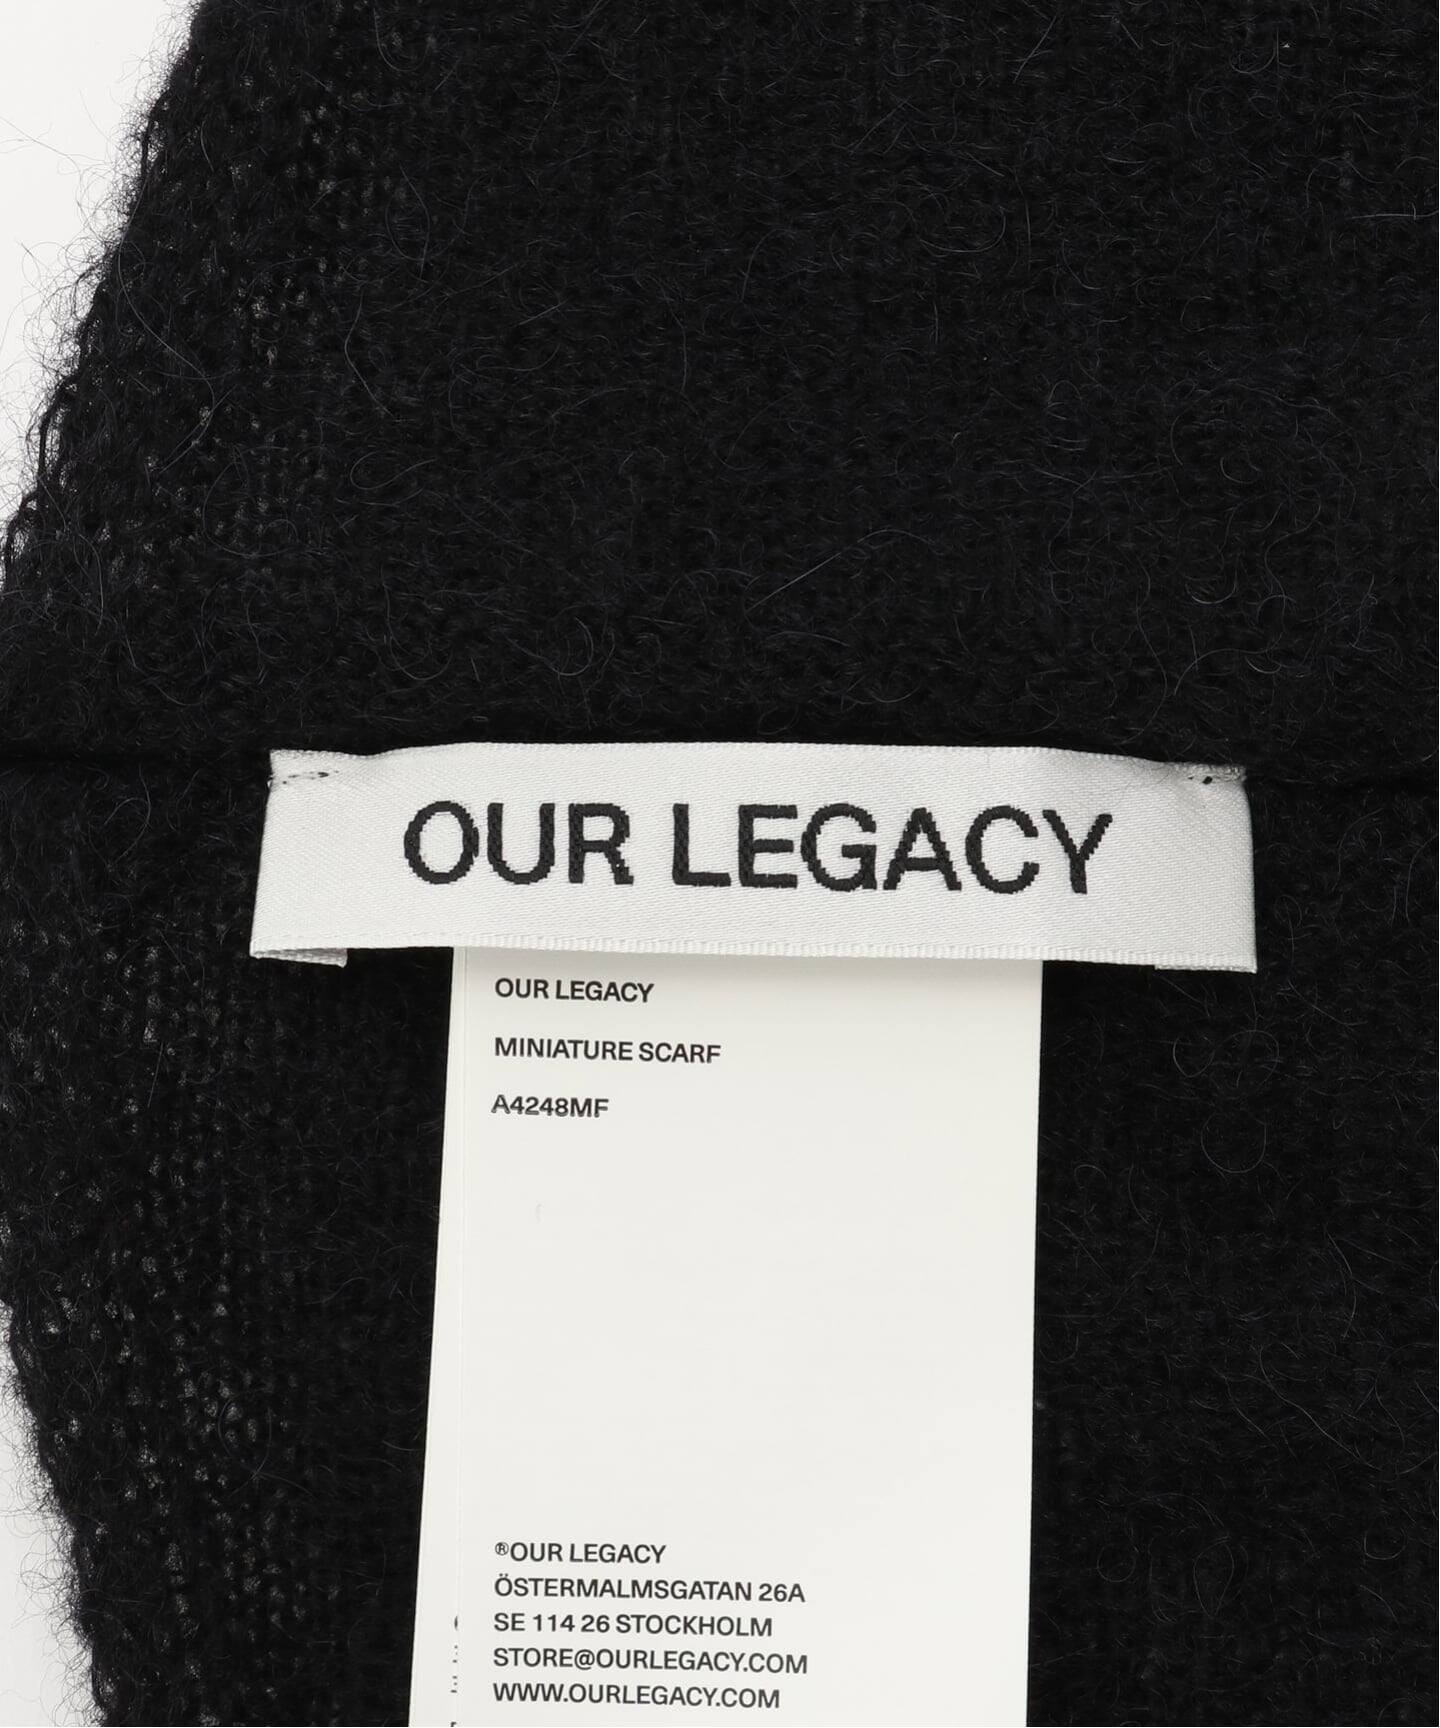 OUR LEGACY
OUR LEGACY
MINIATURE SCARF
A4248MF
®OUR LEGACY
ÖSTERMALMSGATAN 26A
SE 114 26 STOCKHOLM
STORE@OURLEGACY.COM
WWW.OURLEGACY.COM